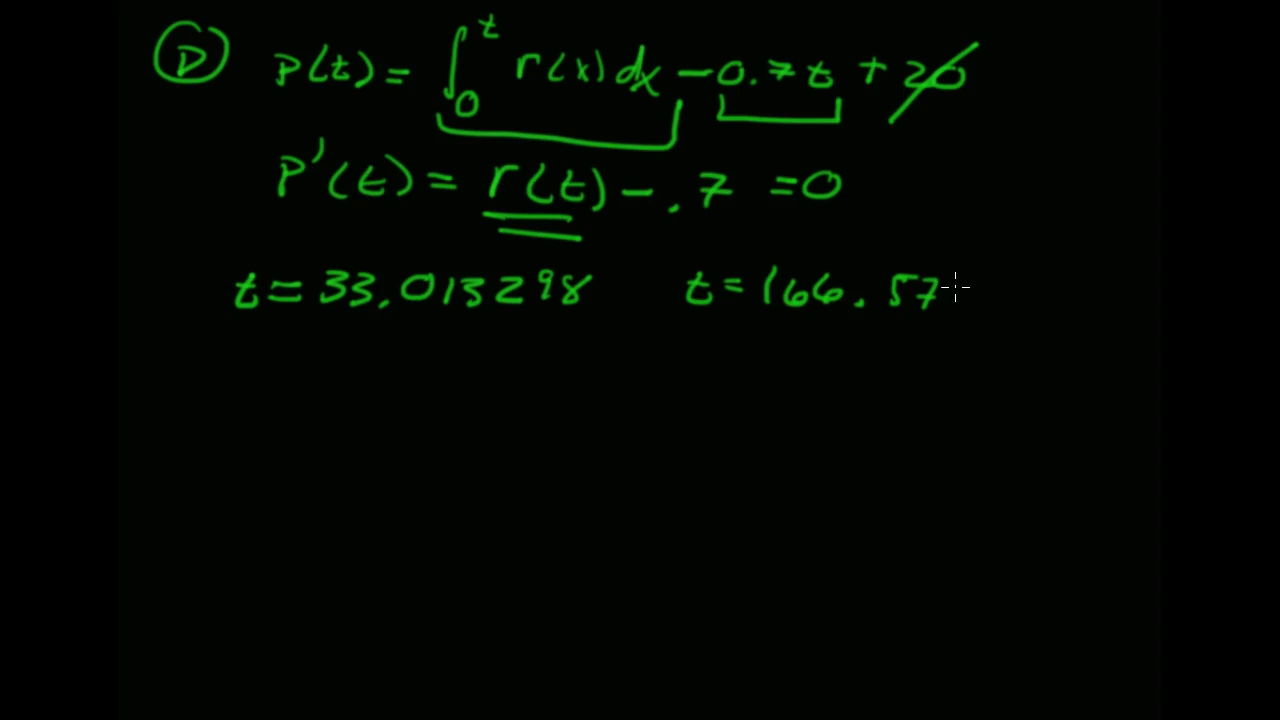 D P(t) = ∫₀ᵗ r(x) dx - 0.7t + 20
P'(t) = r(t) - .7 = 0
t = 33.013298 t = 166.57